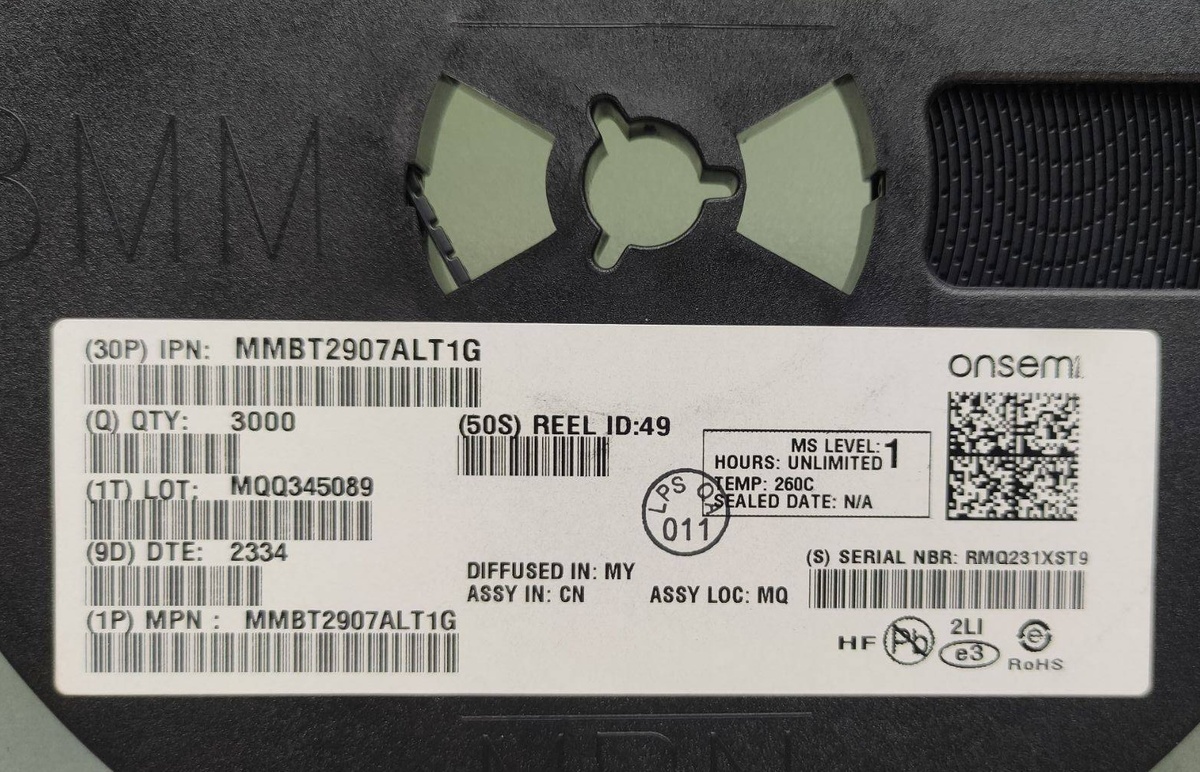 8MM
(30P) IPN: MMBT2907ALT1G
onsemi
(Q) QTY: 3000
(50S) REEL ID:49
MS LEVEL: 1
HOURS: UNLIMITED
TEMP: 260C
SEALED DATE: N/A
(1T) LOT: MQQ345089
LPS QA
011
(9D) DTE: 2334
(S) SERIAL NBR: RMQ231XST9
DIFFUSED IN: MY
ASSY IN: CN ASSY LOC: MQ
(1P) MPN : MMBT2907ALT1G
HF Pb 2LI e3 e RoHS